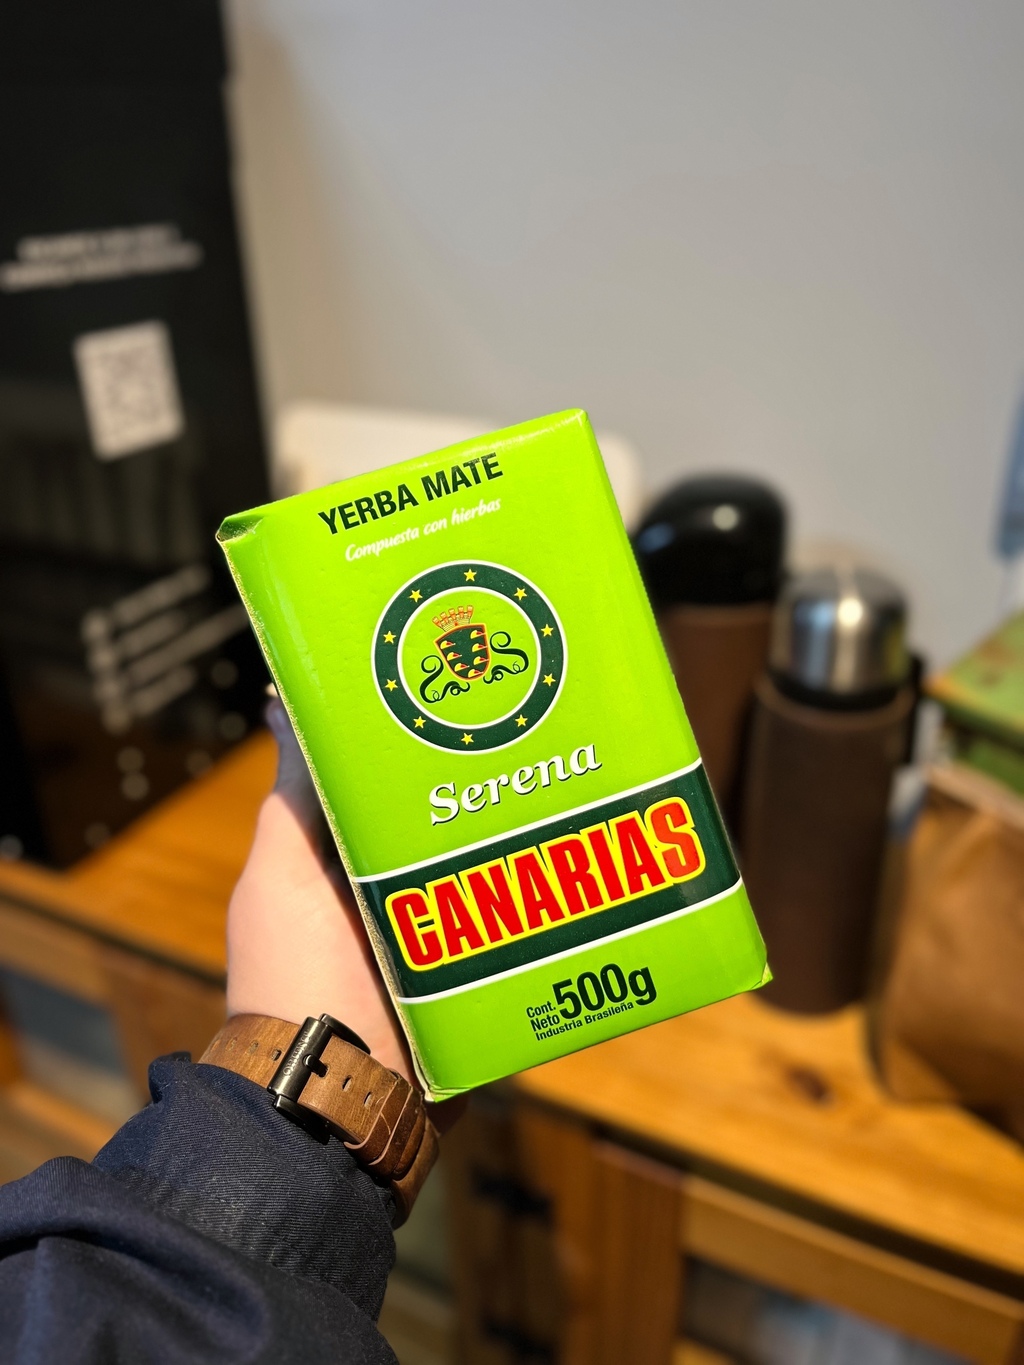 YERBA MATE
Compuesta con hierbas
Serena
CANARIAS
Cont.
Neto 500g
Industria Brasileña